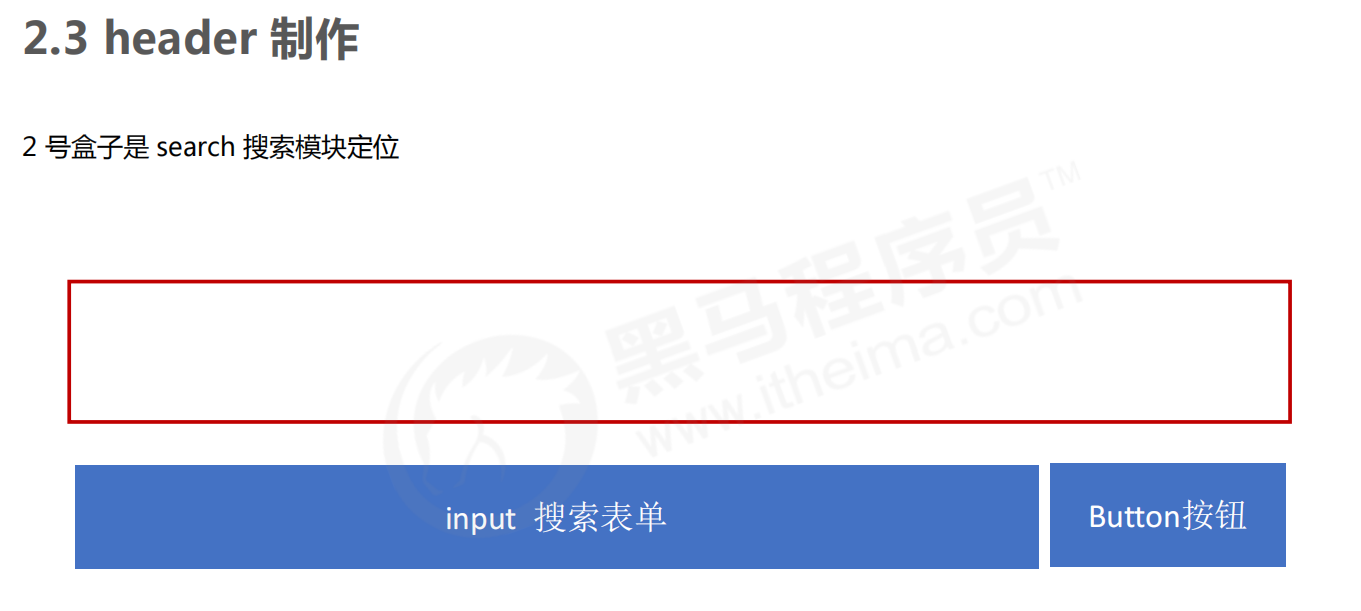 2.3 header 制作
2 号盒子是 search 搜索模块定位
黑马程序员™
www.itheima.com
input 搜索表单
Button按钮